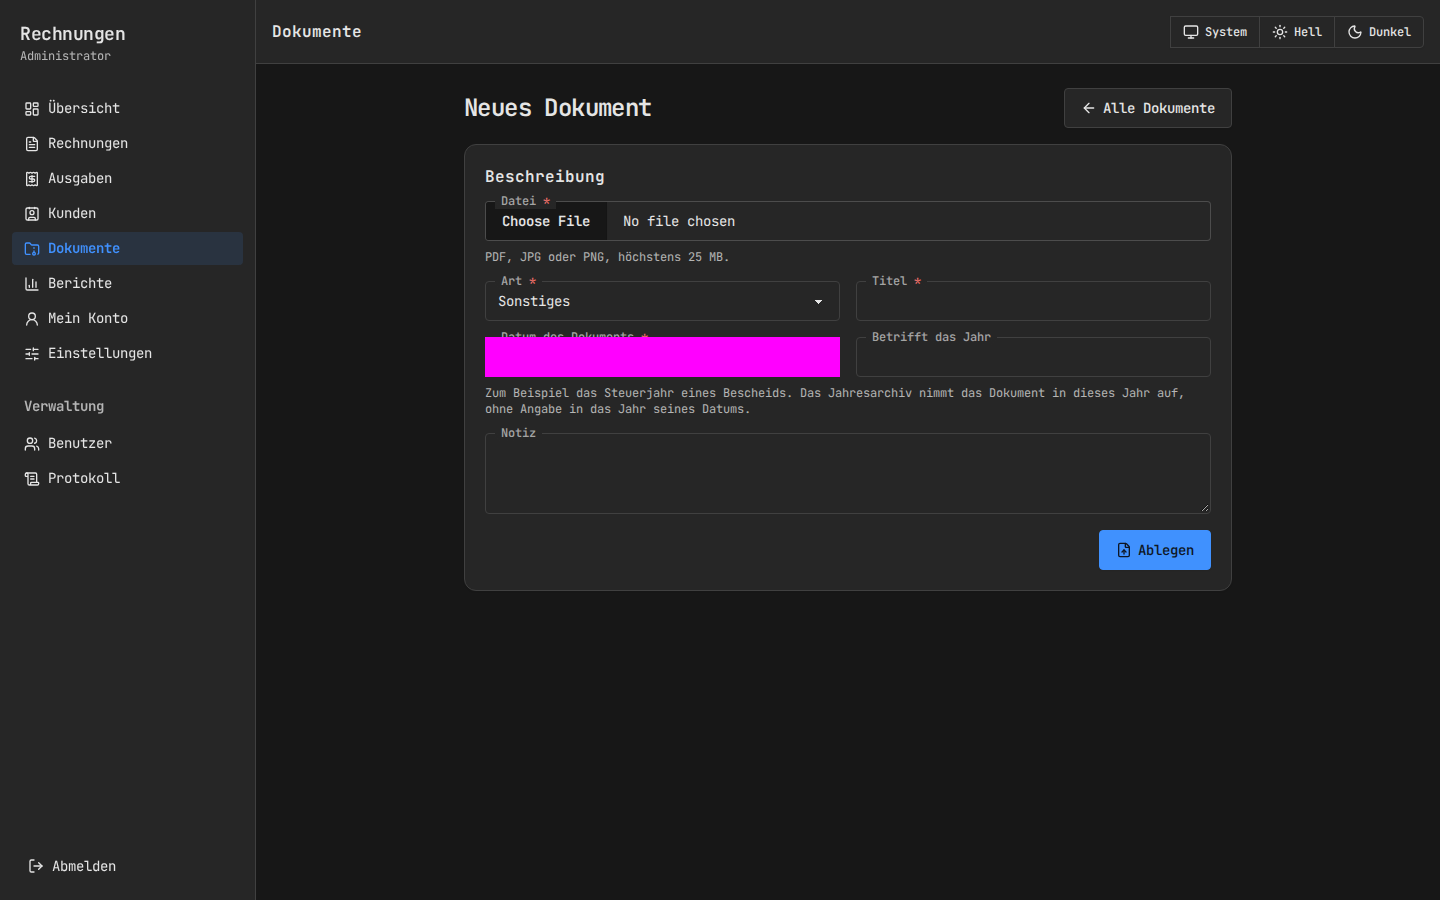 Rechnungen
Administrator
Übersicht
Rechnungen
Ausgaben
Kunden
Dokumente
Berichte
Mein Konto
Einstellungen
Verwaltung
Benutzer
Protokoll
Abmelden
Dokumente
System
Hell
Dunkel
Neues Dokument
Alle Dokumente
Beschreibung
Datei *
Choose File No file chosen
PDF, JPG oder PNG, höchstens 25 MB.
Art *
Sonstiges
Titel *
Datum des Dokuments *
Betrifft das Jahr
Zum Beispiel das Steuerjahr eines Bescheids. Das Jahresarchiv nimmt das Dokument in dieses Jahr auf,
ohne Angabe in das Jahr seines Datums.
Notiz
Ablegen